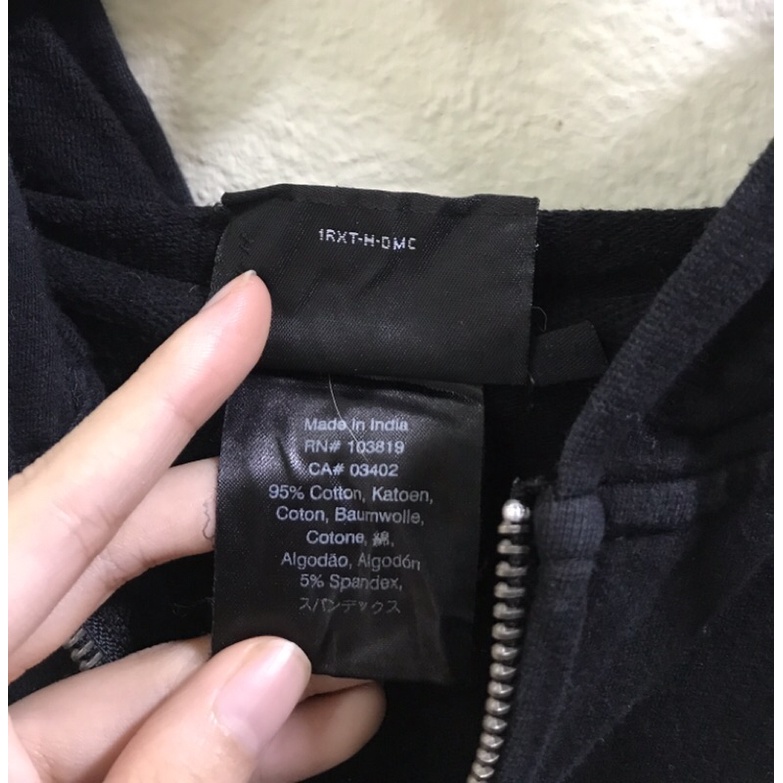 1RXT-H-DMC
Made in India
RN# 103819
CA# 03402
95% Cotton, Katoen,
Coton, Baumwolle,
Cotone, 綿,
Algodão, Algodón
5% Spandex,
スパンデックス